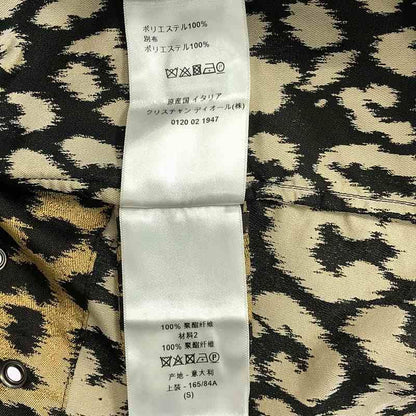 ポリエステル100%
別布
ポリエステル100%
原産国 イタリア
クリスチャン ディオール(株)
0120 02 1947
100% 聚酯纤维
材料2
100% 聚酯纤维
产地 - 意大利
上装 - 165/84A
(S)